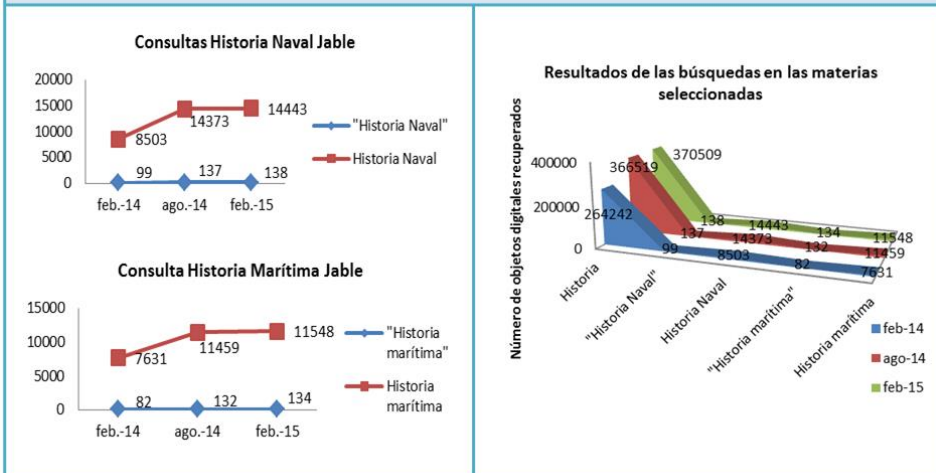 Consultas Historia Naval Jable
20000
15000
10000
5000
0
8503
14373
14443
99
137
138
feb.-14 ago.-14 feb.-15
"Historia Naval"
Historia Naval
Consulta Historia Marítima Jable
15000
10000
5000
0
7631
11459
11548
82
132
134
feb.-14 ago.-14 feb.-15
"Historia
marítima"
Historia
marítima
Resultados de las búsquedas en las materias
seleccionadas
Número de objetos digitales recuperados
400000
200000
0
370509
138
14443
134
11548
366519
137
14373
132
11459
264242
99
8503
82
7631
Historia
"Historia Naval"
Historia Naval
"Historia marítima"
Historia marítima
feb-14
ago-14
feb-15